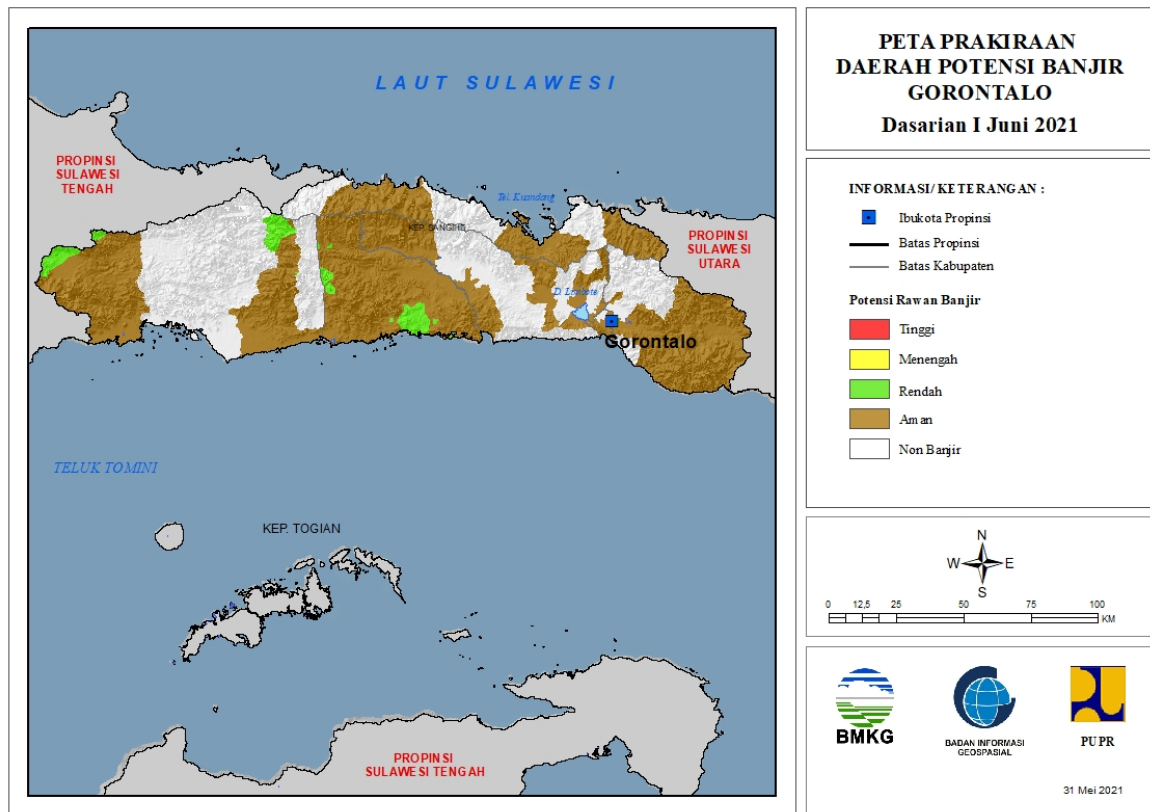 PETA PRAKIRAAN
DAERAH POTENSI BANJIR
GORONTALO
Dasarian I Juni 2021
LAUT SULAWESI
PROPINSI
SULAWESI
TENGAH
Tel. Kuandang
KEP. SANGIHE
PROPINSI
SULAWESI
UTARA
D. Limboto
Gorontalo
TELUK TOMINI
KEP. TOGIAN
PROPINSI
SULAWESI TENGAH
INFORMASI/ KETERANGAN :
Ibukota Propinsi
Batas Propinsi
Batas Kabupaten
Potensi Rawan Banjir
Tinggi
Menengah
Rendah
Aman
Non Banjir
N
W E
S
0 12,5 25 50 75 100
KM
BMKG
BADAN INFORMASI
GEOSPASIAL
PUPR
31 Mei 2021